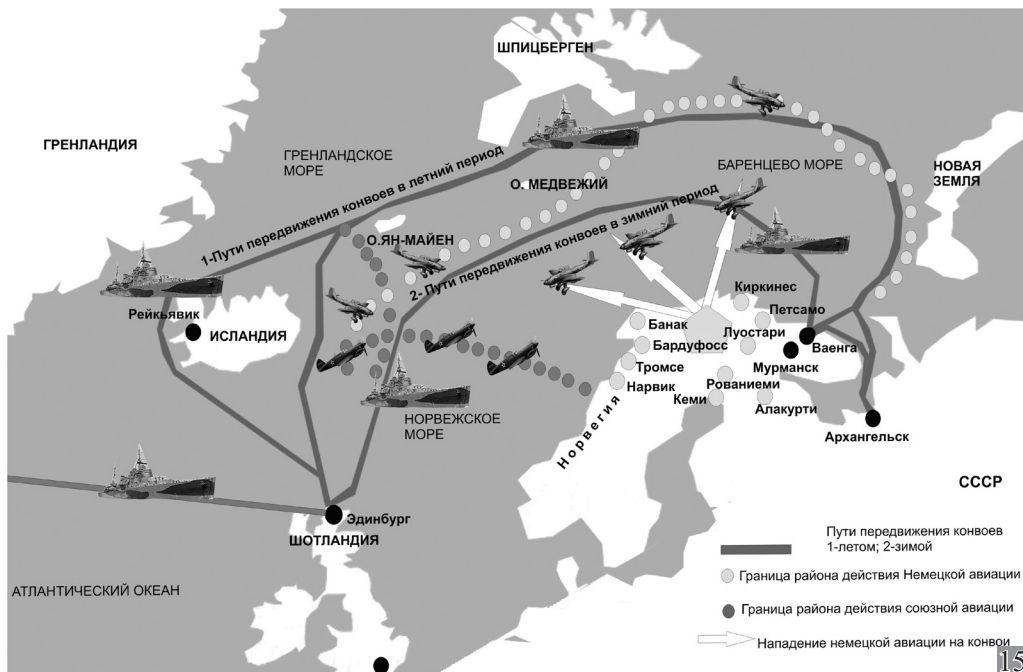 ШПИЦБЕРГЕН
ГРЕНЛАНДИЯ
ГРЕНЛАНДСКОЕ
МОРЕ
БАРЕНЦЕВО МОРЕ
НОВАЯ
ЗЕМЛЯ
О. МЕДВЕЖИЙ
1-Пути передвижения конвоев в летний период
О.ЯН-МАЙЕН
2- Пути передвижения конвоев в зимний период
Киркинес
Рейкьявик
Петсамо
ИСЛАНДИЯ
Банак
Луостари
Бардуфосс
Ваенга
Тромсе
Мурманск
Нарвик
Рованиеми
Кеми
Алакурти
НОРВЕЖСКОЕ
МОРЕ
Норвегия
Архангельск
СССР
Эдинбург
ШОТЛАНДИЯ
АТЛАНТИЧЕСКИЙ ОКЕАН
Пути передвижения конвоев
1-летом; 2-зимой
Граница района действия Немецкой авиации
Граница района действия союзной авиации
Нападение немецкой авиации на конвои
15